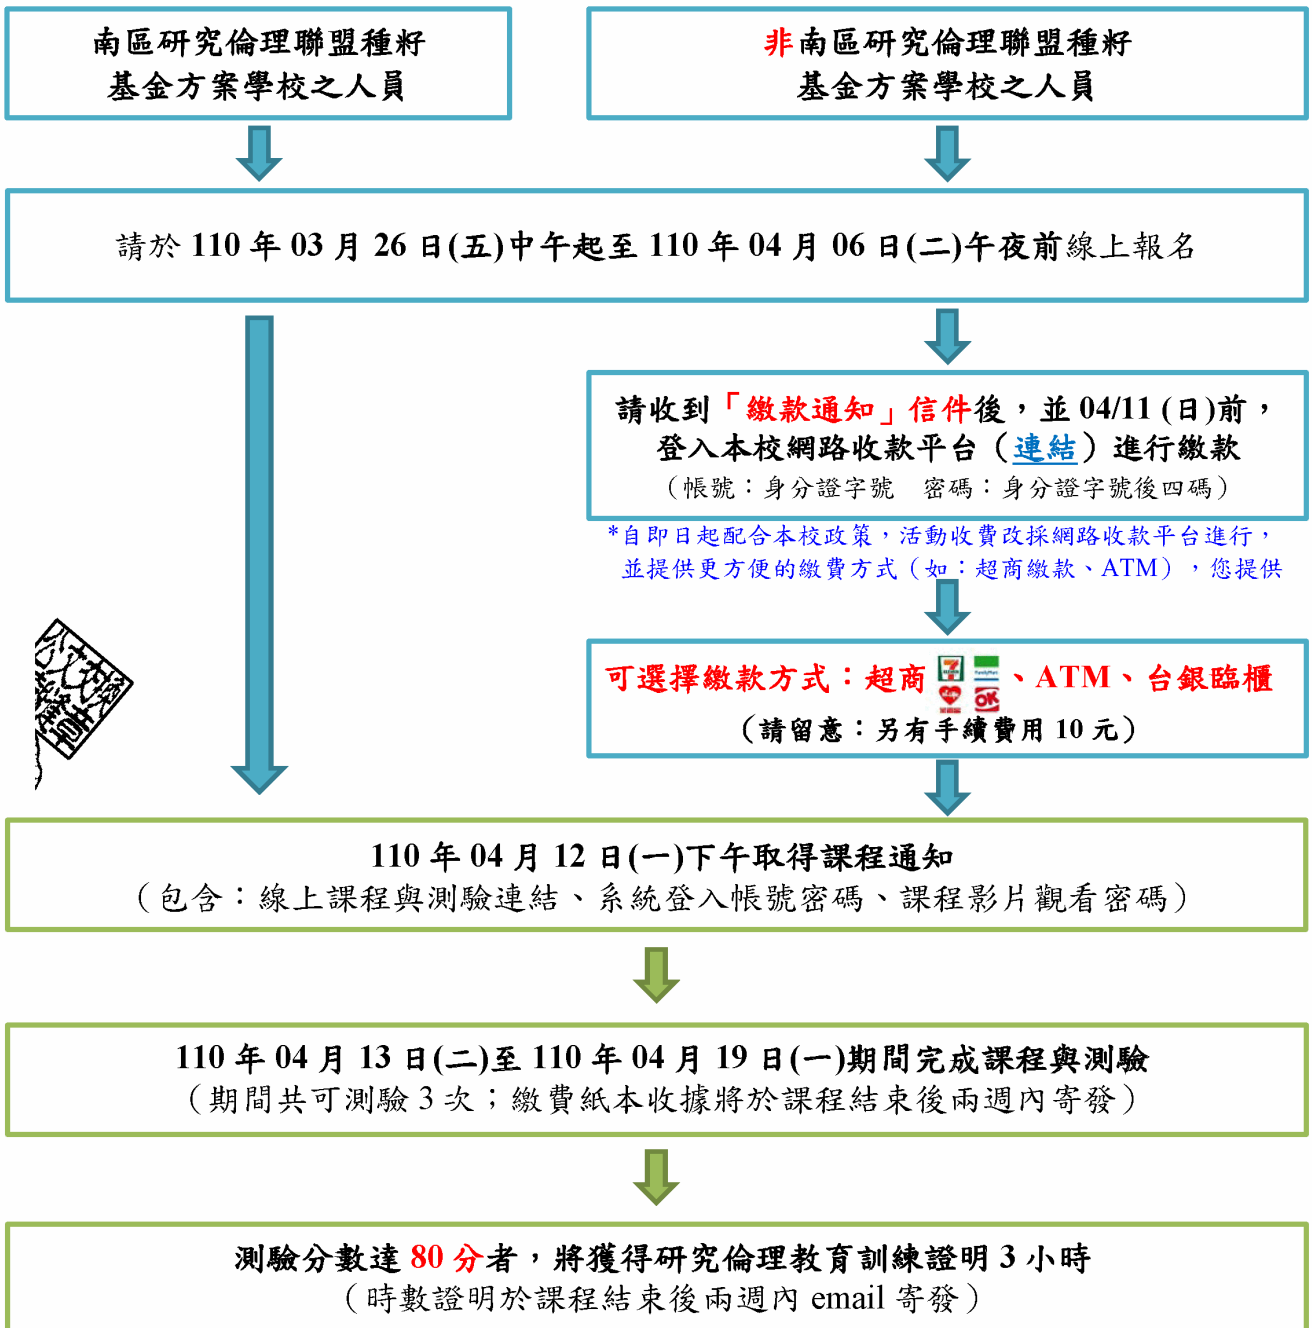 南區研究倫理聯盟種籽
基金方案學校之人員
非南區研究倫理聯盟種籽
基金方案學校之人員
請於 110 年 03 月 26 日(五)中午起至 110 年 04 月 06 日(二)午夜前線上報名
請收到「繳款通知」信件後，並 04/11 (日)前，
登入本校網路收款平台（連結）進行繳款
（帳號：身分證字號　密碼：身分證字號後四碼）
*自即日起配合本校政策，活動收費改採網路收款平台進行，
並提供更方便的繳費方式（如：超商繳款、ATM），您提供
可選擇繳款方式：超商、ATM、台銀臨櫃
（請留意：另有手續費用 10 元）
110 年 04 月 12 日(一)下午取得課程通知
（包含：線上課程與測驗連結、系統登入帳號密碼、課程影片觀看密碼）
110 年 04 月 13 日(二)至 110 年 04 月 19 日(一)期間完成課程與測驗
（期間共可測驗 3 次；繳費紙本收據將於課程結束後兩週內寄發）
測驗分數達 80 分者，將獲得研究倫理教育訓練證明 3 小時
（時數證明於課程結束後兩週內 email 寄發）